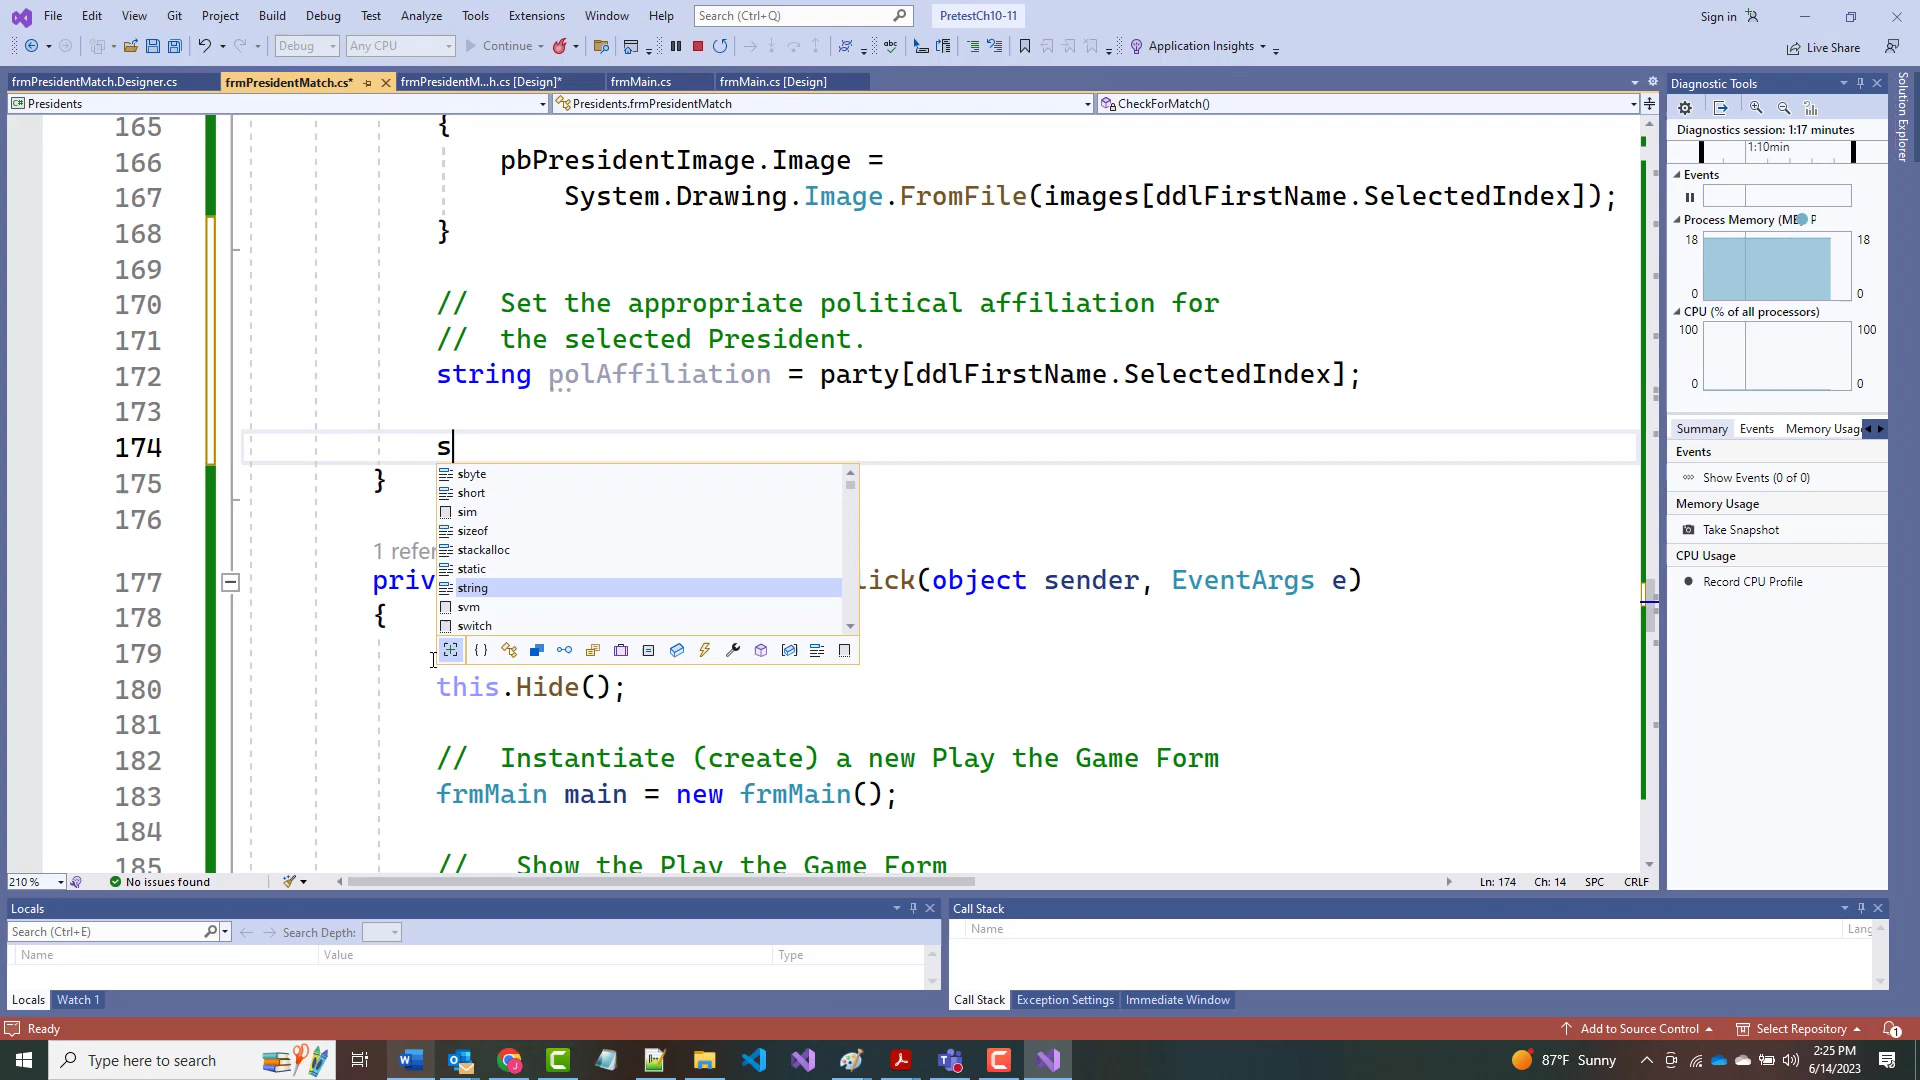 File Edit View Git Project Build Debug Test Analyze Tools Extensions Window Help Search (Ctrl+Q) PretestCh10-11 Sign in
Debug Any CPU Continue Application Insights Live Share
frmPresidentMatch.Designer.cs frmPresidentMatch.cs* frmPresidentM...h.cs [Design]* frmMain.cs frmMain.cs [Design]
Presidents Presidents.frmPresidentMatch CheckForMatch()
165 {
166 pbPresidentImage.Image =
167 System.Drawing.Image.FromFile(images[ddlFirstName.SelectedIndex]);
168 }
169
170 // Set the appropriate political affiliation for
171 // the selected President.
172 string polAffiliation = party[ddlFirstName.SelectedIndex];
173
174 s
175 }
176
sbyte
short
sim
sizeof
stackalloc
static
string
svm
switch
1 refer
177 priv lick(object sender, EventArgs e)
178 {
179
180 this.Hide();
181
182 // Instantiate (create) a new Play the Game Form
183 frmMain main = new frmMain();
184
185 // Show the Play the Game Form
210 % No issues found Ln: 174 Ch: 14 SPC CRLF
Diagnostic Tools
Diagnostics session: 1:17 minutes
1:10min
Events
Process Memory (MB) P
18 18
0 0
CPU (% of all processors)
100 100
0 0
Summary Events Memory Usag
Events
Show Events (0 of 0)
Memory Usage
Take Snapshot
CPU Usage
Record CPU Profile
Solution Explorer
Locals
Search (Ctrl+E) Search Depth:
Name Value Type
Locals Watch 1
Call Stack
Name Lang
Call Stack Exception Settings Immediate Window
Ready Add to Source Control Select Repository 1
Type here to search 87°F Sunny 2:25 PM
6/14/2023